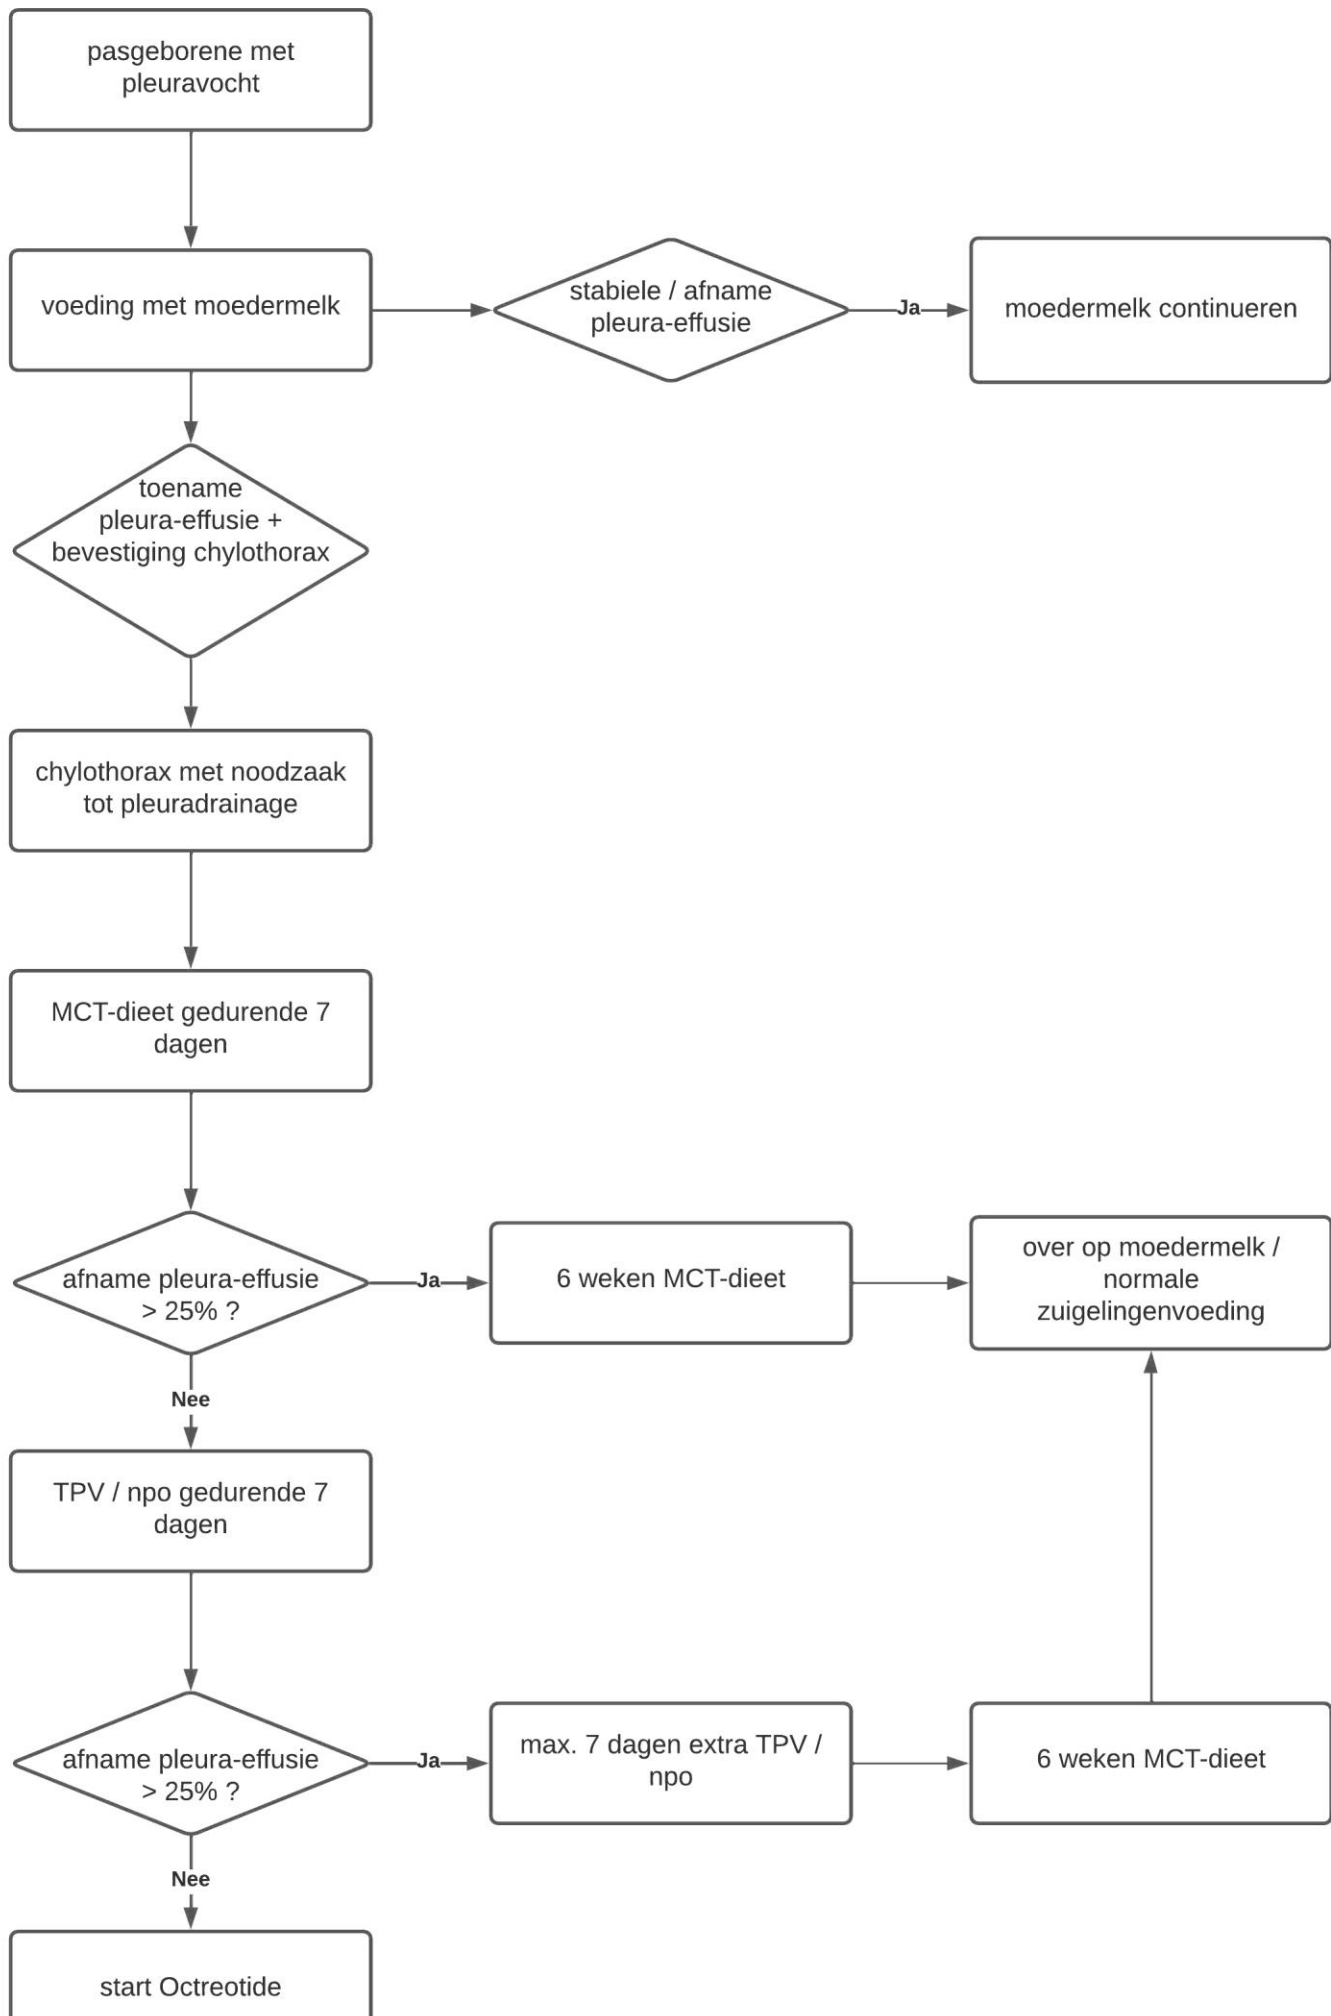 pasgeborene met
pleuravocht
voeding met moedermelk
stabiele / afname
pleura-effusie
Ja
moedermelk continueren
toename
pleura-effusie +
bevestiging chylothorax
chylothorax met noodzaak
tot pleuradrainage
MCT-dieet gedurende 7
dagen
afname pleura-effusie
> 25% ?
Ja
6 weken MCT-dieet
over op moedermelk /
normale
zuigelingenvoeding
Nee
TPV / npo gedurende 7
dagen
afname pleura-effusie
> 25% ?
Ja
max. 7 dagen extra TPV /
npo
6 weken MCT-dieet
Nee
start Octreotide